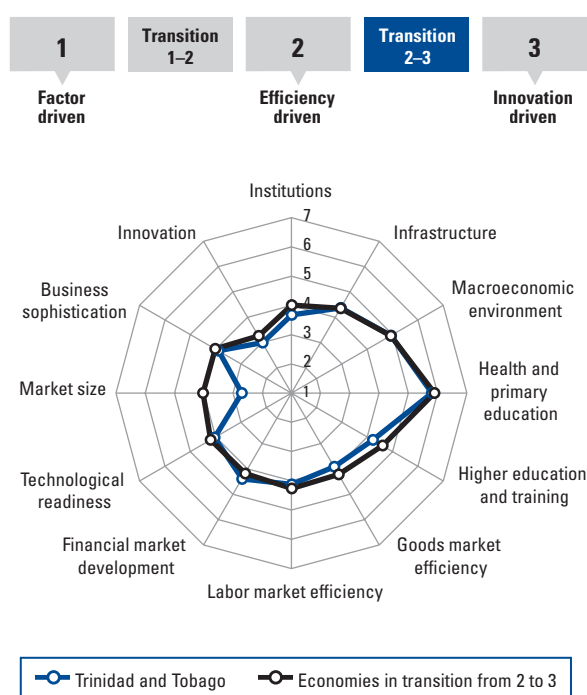 1
Transition
1–2
2
Transition
2–3
3
Factor
driven
Efficiency
driven
Innovation
driven
Institutions
7
Innovation
6
Infrastructure
5
Business
sophistication
4
Macroeconomic
environment
3
2
Market size
1
Health and
primary
education
Technological
readiness
Higher education
and training
Financial market
development
Goods market
efficiency
Labor market efficiency
Trinidad and Tobago
Economies in transition from 2 to 3